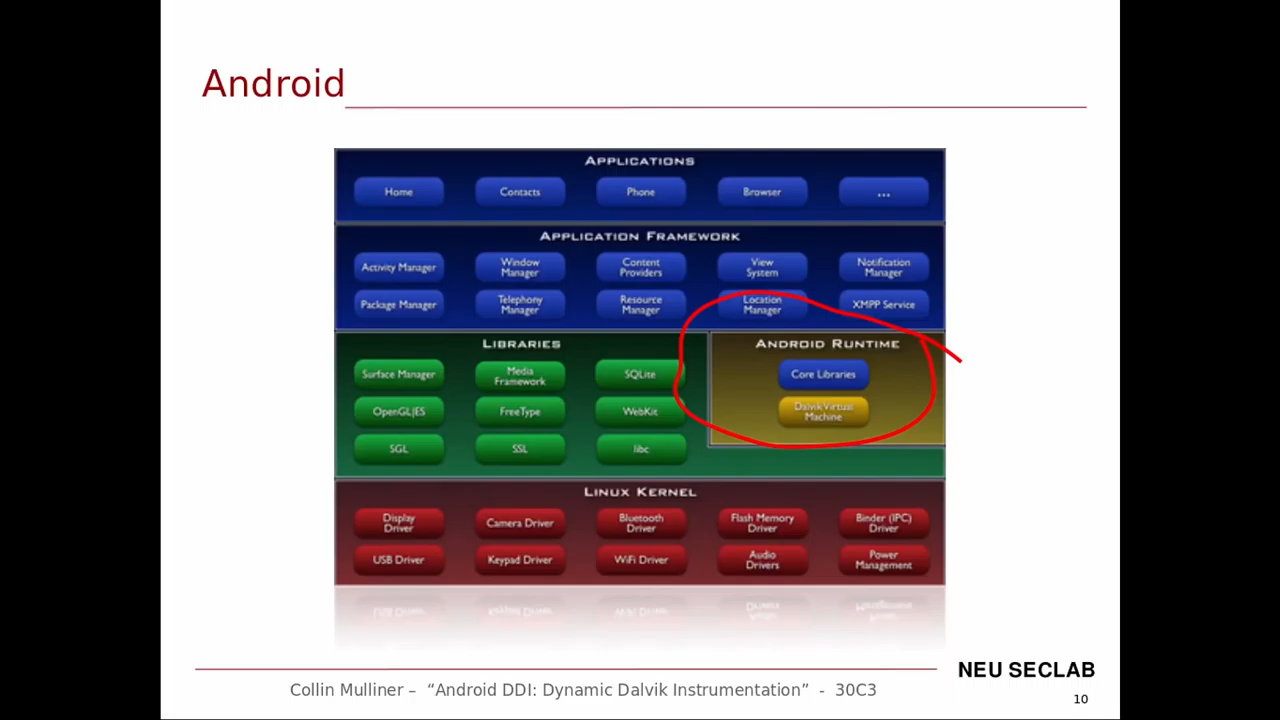 Android
APPLICATIONS
Home Contacts Phone Browser ...
APPLICATION FRAMEWORK
Activity Manager Window Manager Content Providers View System Notification Manager
Package Manager Telephony Manager Resource Manager Location Manager XMPP Service
LIBRARIES
Surface Manager Media Framework SQLite
OpenGL|ES FreeType WebKit
SGL SSL libc
ANDROID RUNTIME
Core Libraries
Dalvik Virtual Machine
LINUX KERNEL
Display Driver Camera Driver Bluetooth Driver Flash Memory Driver Binder (IPC) Driver
USB Driver Keypad Driver WiFi Driver Audio Drivers Power Management
NEU SECLAB
Collin Mulliner – “Android DDI: Dynamic Dalvik Instrumentation” - 30C3
10